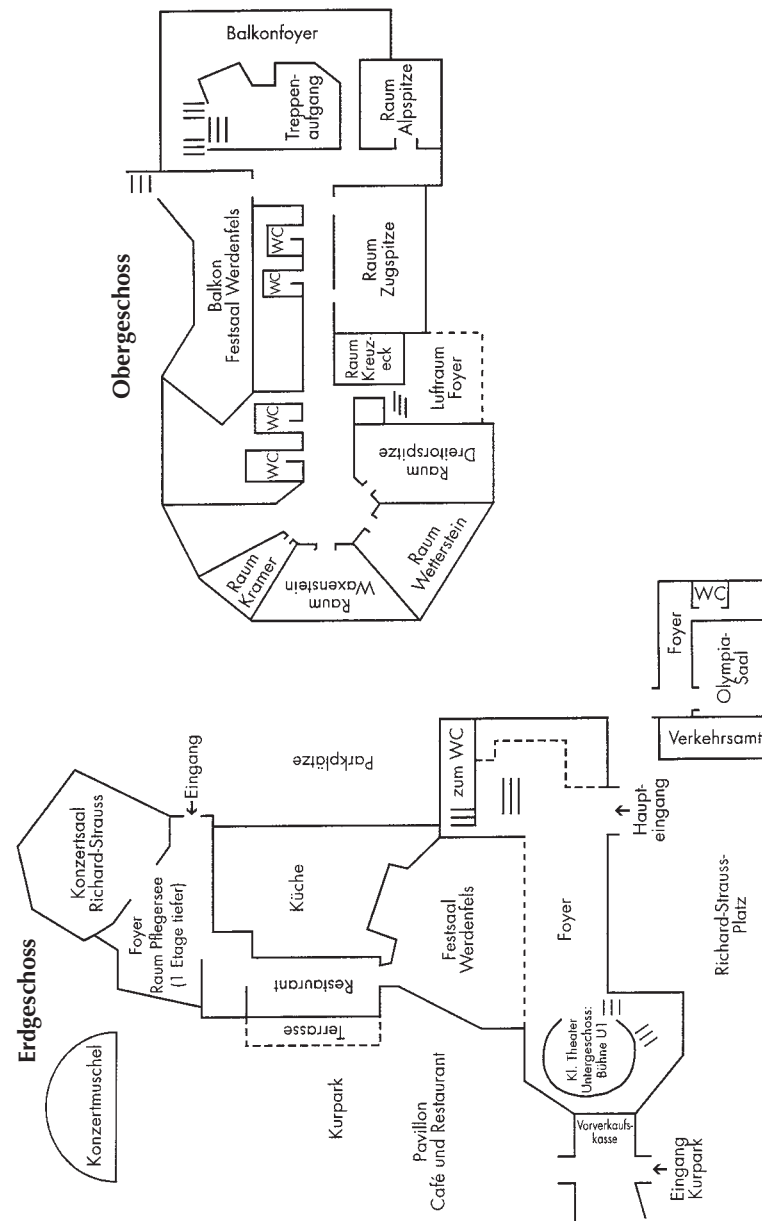 Obergeschoss
Balkonfoyer
Treppen-
aufgang
Raum
Alpspitze
Balkon
Festsaal Werdenfels
WC
WC
Raum
Zugspitze
Raum
Kreuz-
eck
Luftraum
Foyer
WC
WC
Raum
Dreitorspitze
Raum
Wetterstein
Raum
Waxenstein
Raum
Kramer
Erdgeschoss
Konzertmuschel
Konzertsaal
Richard-Strauss
Foyer
Raum Pflegersee
(1 Etage tiefer)
Eingang
Parkplätze
Küche
Restaurant
Terrasse
Kurpark
Pavillon
Café und Restaurant
Festsaal
Werdenfels
zum WC
Foyer
Haupt-
eingang
Kl. Theater
Untergeschoss:
Bühne U1
Vorverkaufs-
kasse
Eingang
Kurpark
Richard-Strauss-
Platz
Foyer
WC
Olympia-
Saal
Verkehrsamt